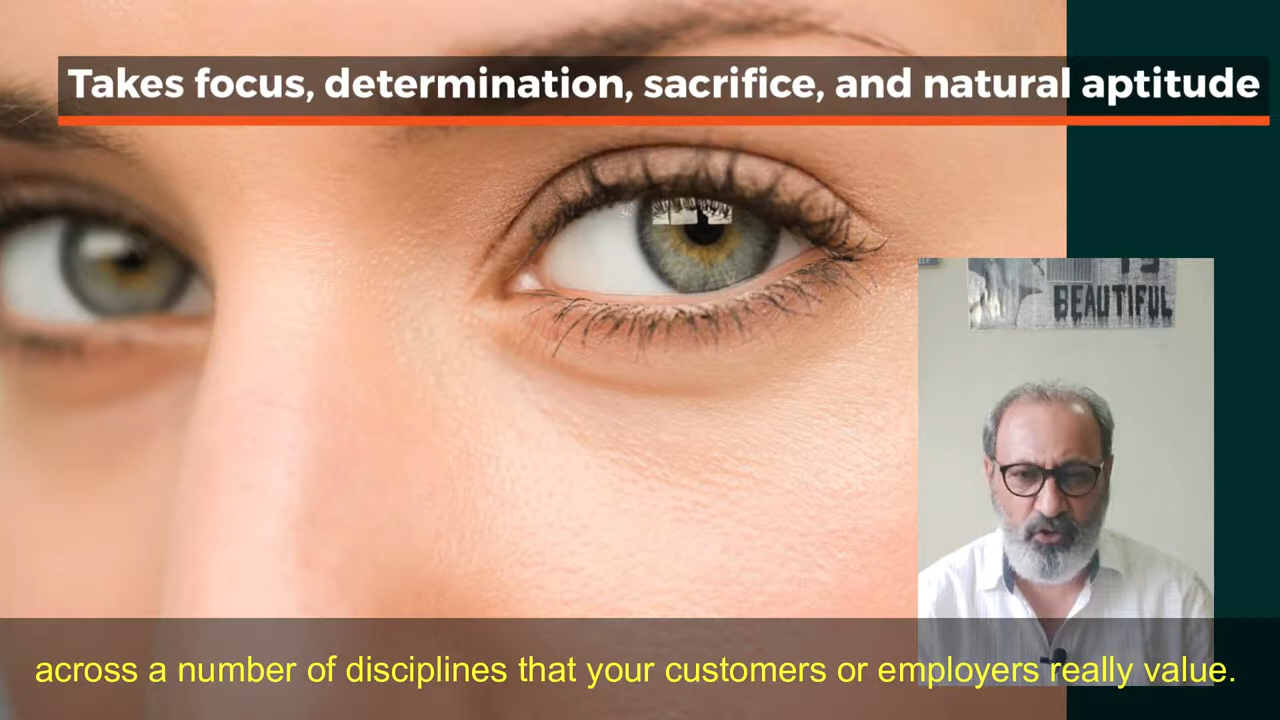 Takes focus, determination, sacrifice, and natural aptitude
BEAUTIFUL
across a number of disciplines that your customers or employers really value.